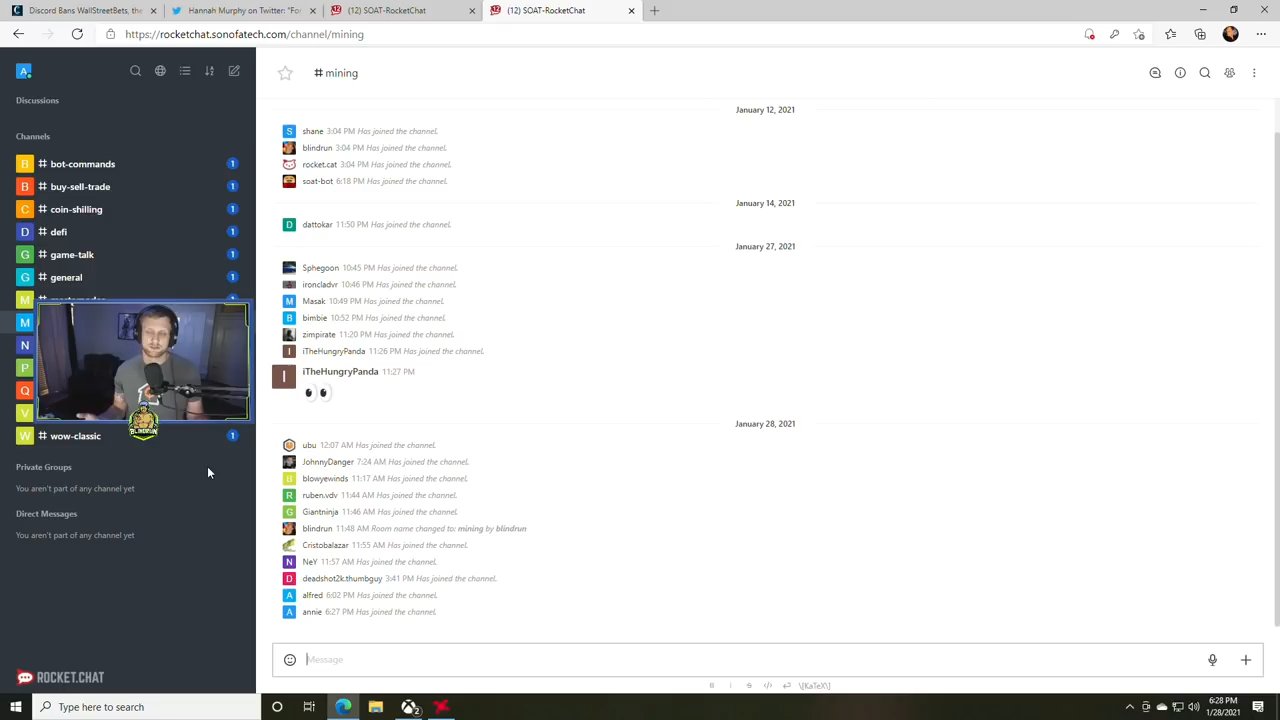 Discord Bans WallStreetBets, the
Hannah Murphy on Twitter: "For
(12) SOAT-RocketChat
(12) SOAT-RocketChat
https://rocketchat.sonofatech.com/channel/mining
A
# mining
Discussions
Channels
B # bot-commands 1
B # buy-sell-trade 1
C # coin-shilling 1
D # defi 1
G # game-talk 1
G # general 1
M
M
N
P
Q
V
BLINDRUN
W # wow-classic 1
Private Groups
You aren't part of any channel yet
Direct Messages
You aren't part of any channel yet
ROCKET.CHAT
January 12, 2021
S shane 3:04 PM Has joined the channel.
blindrun 3:04 PM Has joined the channel.
rocket.cat 3:04 PM Has joined the channel.
soat-bot 6:18 PM Has joined the channel.
January 14, 2021
D dattokar 11:50 PM Has joined the channel.
January 27, 2021
Sphegoon 10:45 PM Has joined the channel.
ironcladvr 10:46 PM Has joined the channel.
M Masak 10:49 PM Has joined the channel.
B bimbie 10:52 PM Has joined the channel.
zimpirate 11:20 PM Has joined the channel.
I iTheHungryPanda 11:26 PM Has joined the channel.
I iTheHungryPanda 11:27 PM
January 28, 2021
ubu 12:07 AM Has joined the channel.
JohnnyDanger 7:24 AM Has joined the channel.
B blowyewinds 11:17 AM Has joined the channel.
R ruben.vdv 11:44 AM Has joined the channel.
G Giantninja 11:46 AM Has joined the channel.
blindrun 11:48 AM Room name changed to: mining by blindrun
Cristobalazar 11:55 AM Has joined the channel.
N NeY 11:57 AM Has joined the channel.
D deadshot2k.thumbguy 3:41 PM Has joined the channel.
A alfred 6:02 PM Has joined the channel.
A annie 6:27 PM Has joined the channel.
Message
B i S </> \[KaTeX\]
Type here to search
2
6:28 PM
1/28/2021